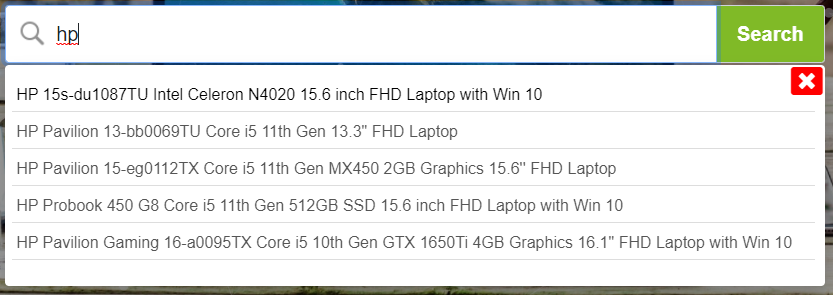 hp
Search
HP 15s-du1087TU Intel Celeron N4020 15.6 inch FHD Laptop with Win 10
HP Pavilion 13-bb0069TU Core i5 11th Gen 13.3" FHD Laptop
HP Pavilion 15-eg0112TX Core i5 11th Gen MX450 2GB Graphics 15.6'' FHD Laptop
HP Probook 450 G8 Core i5 11th Gen 512GB SSD 15.6 inch FHD Laptop with Win 10
HP Pavilion Gaming 16-a0095TX Core i5 10th Gen GTX 1650Ti 4GB Graphics 16.1" FHD Laptop with Win 10